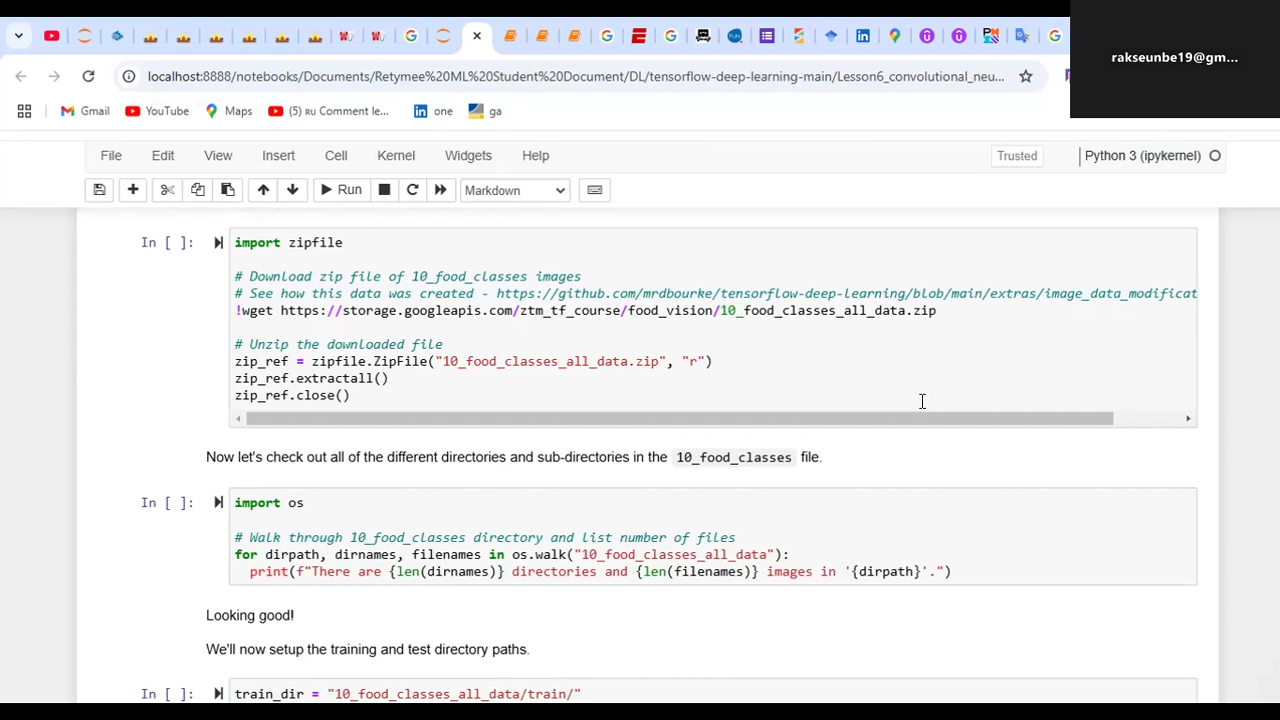 rakseunbe19@gm...
localhost:8888/notebooks/Document/Retymee%20ML%20Student%20Document/DL/tensorflow-deep-learning-main/Lesson6_convolutional_neu...
Gmail YouTube Maps ( su Comment le... one ga
File Edit View Insert Cell Kernel Widgets Help Trusted Python 3 (ipykernel)
Run Markdown
In [ ]: import zipfile
# Download zip file of 10_food_classes images
# See how this data was created - https://github.com/mrdbourke/tensorflow-deep-learning/blob/main/extras/image_data_modificat
!wget https://storage.googleapis.com/ztm_tf_course/food_vision/10_food_classes_all_data.zip
# Unzip the downloaded file
zip_ref = zipfile.ZipFile("10_food_classes_all_data.zip", "r")
zip_ref.extractall()
zip_ref.close()
Now let's check out all of the different directories and sub-directories in the 10_food_classes file.
In [ ]: import os
# Walk through 10_food_classes directory and list number of files
for dirpath, dirnames, filenames in os.walk("10_food_classes_all_data"):
print(f"There are {len(dirnames)} directories and {len(filenames)} images in '{dirpath}'.")
Looking good!
We'll now setup the training and test directory paths.
In [ ]: train_dir = "10_food_classes_all_data/train/"